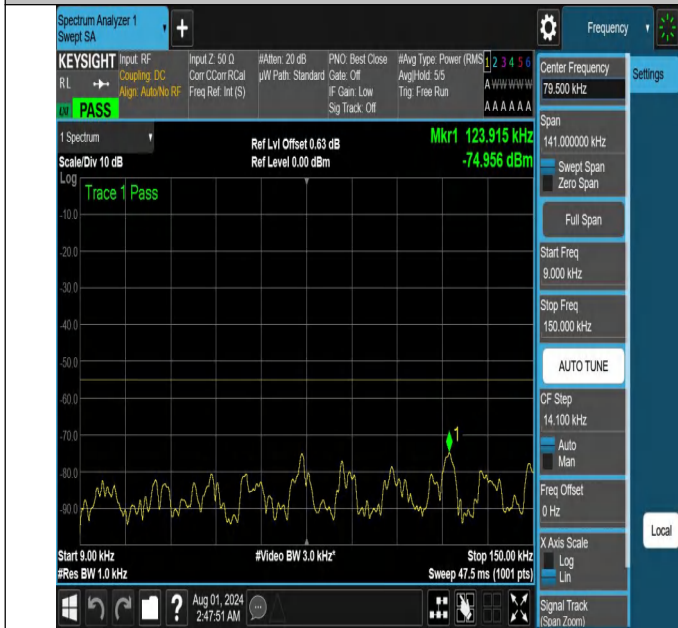 Spectrum Analyzer 1
Swept SA
Frequency
KEYSIGHT
RL
PASS
Input: RF
Coupling: DC
Align: Auto/No RF
Input Z: 50 Ω
Corr CCorr RCal
Freq Ref: Int (S)
#Atten: 20 dB
µW Path: Standard
PNO: Best Close
Gate: Off
IF Gain: Low
Sig Track: Off
#Avg Type: Power (RMS
Avg|Hold: 5/5
Trig: Free Run
1 2 3 4 5 6
A W W W W W
A A A A A A
1 Spectrum
Scale/Div 10 dB
Log
Ref Lvl Offset 0.63 dB
Ref Level 0.00 dBm
Mkr1 123.915 kHz
-74.956 dBm
Trace 1 Pass
-10.0
-20.0
-30.0
-40.0
-50.0
-60.0
-70.0
-80.0
-90.0
1
Start 9.00 kHz
#Res BW 1.0 kHz
#Video BW 3.0 kHz*
Stop 150.00 kHz
Sweep 47.5 ms (1001 pts)
Aug 01, 2024
2:47:51 AM
Center Frequency
79.500 kHz
Settings
Span
141.000000 kHz
Swept Span
Zero Span
Full Span
Start Freq
9.000 kHz
Stop Freq
150.000 kHz
AUTO TUNE
CF Step
14.100 kHz
Auto
Man
Freq Offset
0 Hz
X Axis Scale
Log
Lin
Signal Track
(Span Zoom)
Local